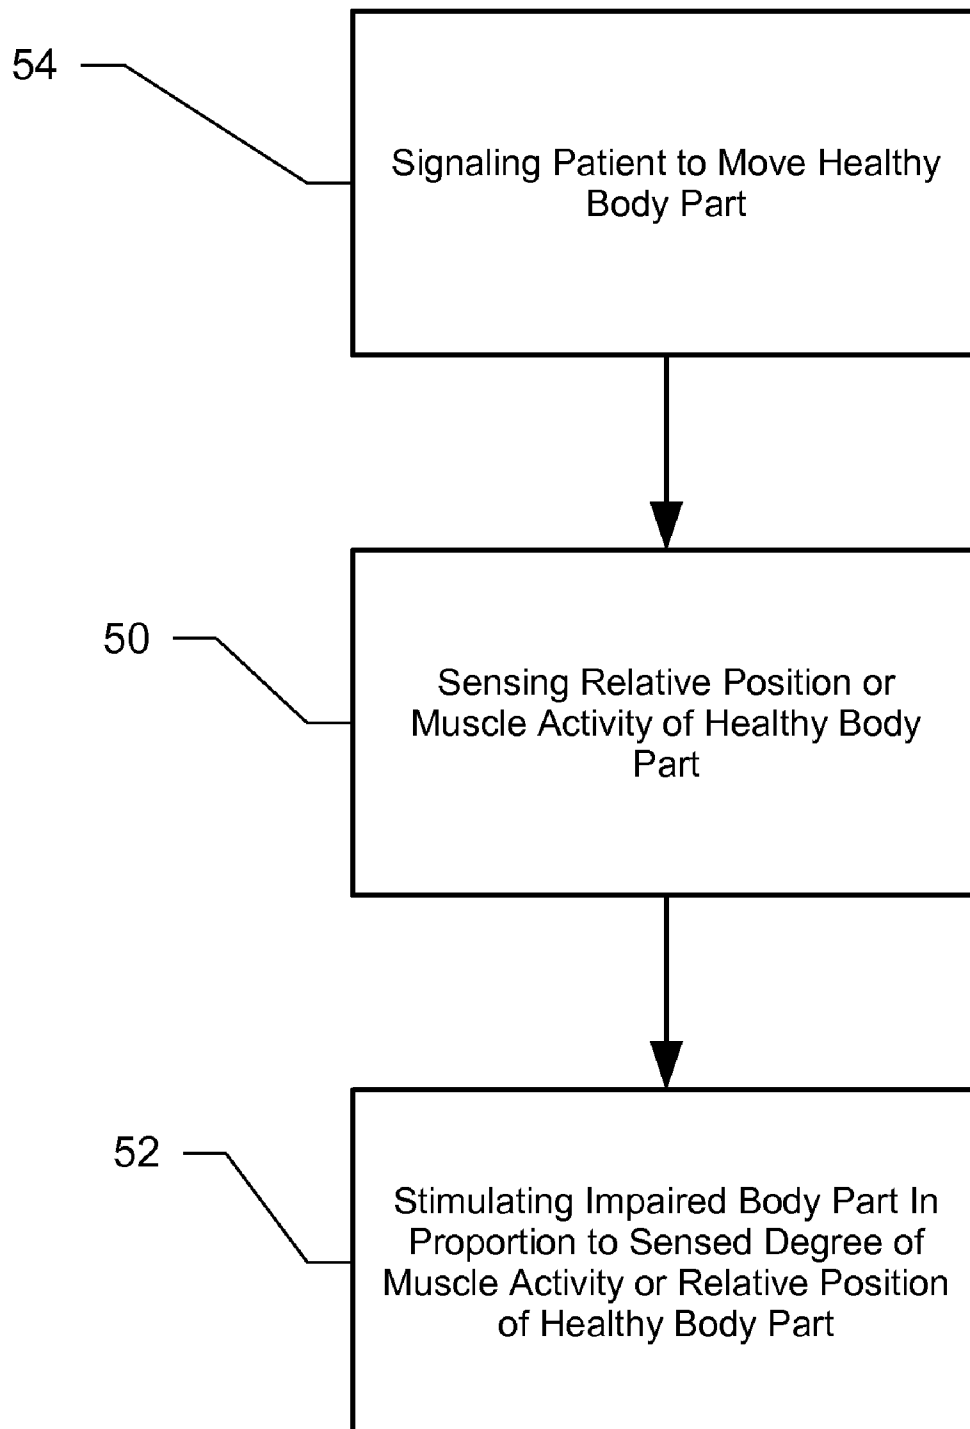 54
Signaling Patient to Move Healthy
Body Part
50
Sensing Relative Position or
Muscle Activity of Healthy Body
Part
52
Stimulating Impaired Body Part In
Proportion to Sensed Degree of
Muscle Activity or Relative Position
of Healthy Body Part